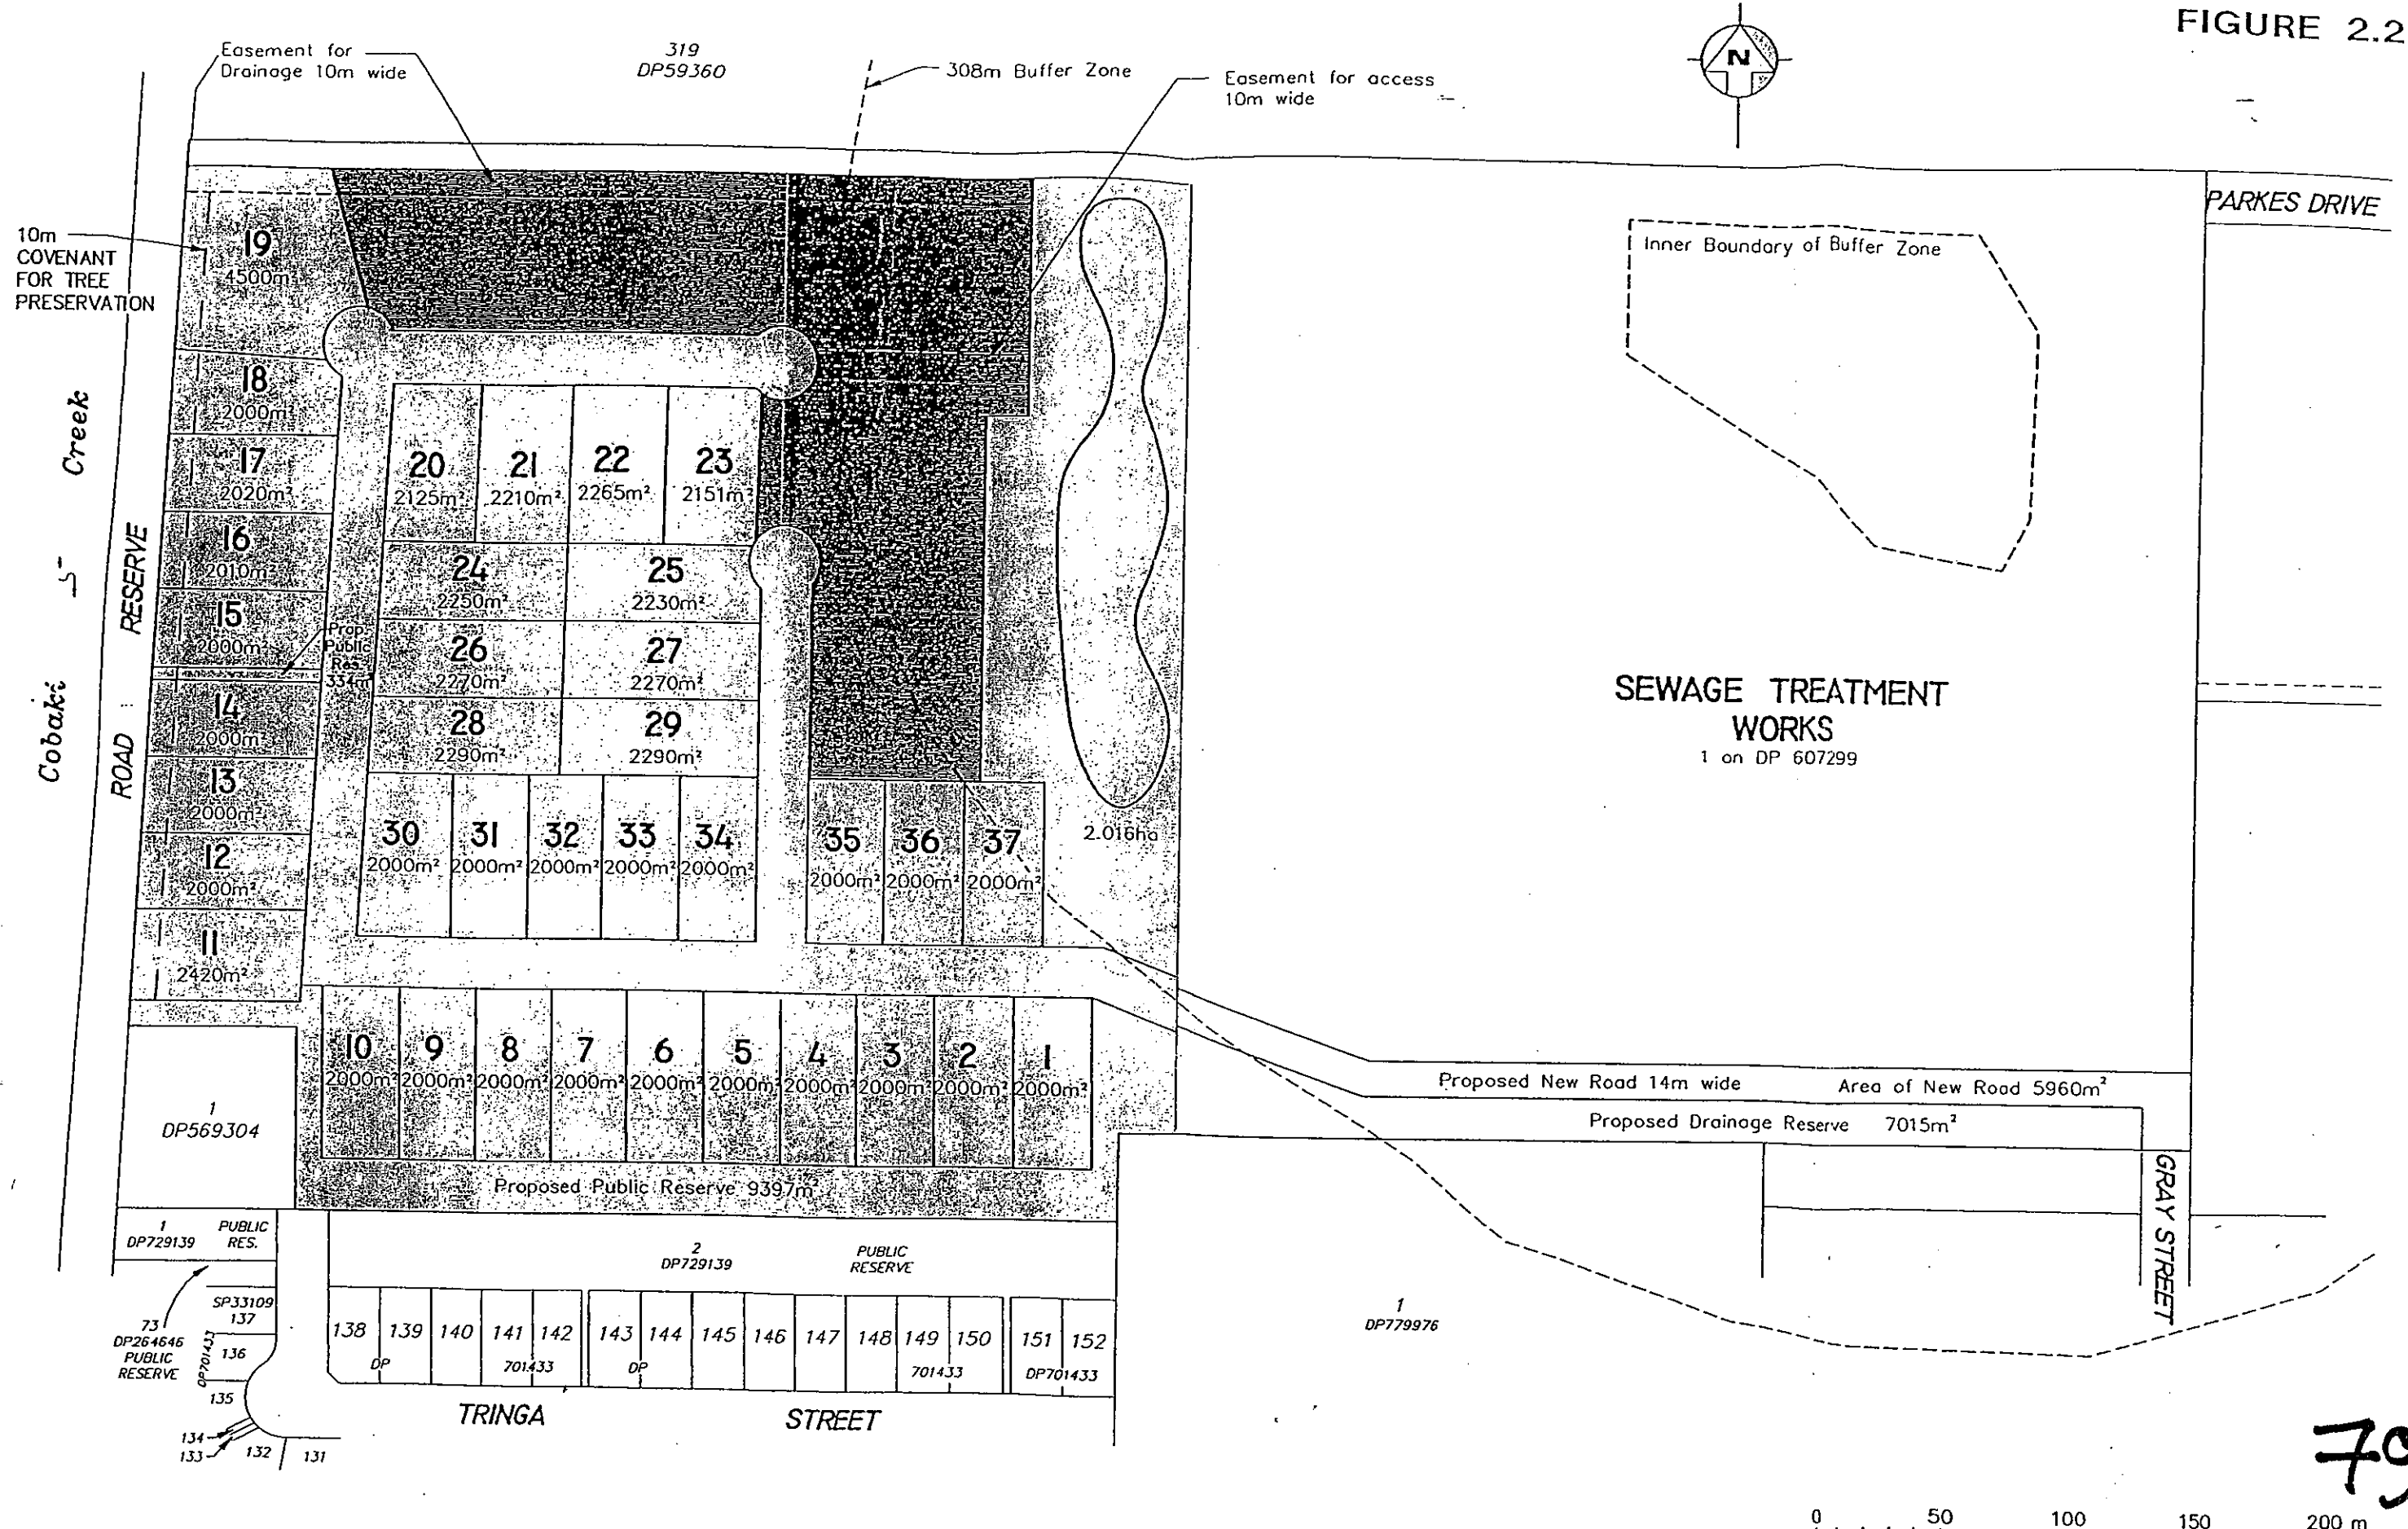 FIGURE 2.2
Easement for
Drainage 10m wide
319
DP59360
308m Buffer Zone
Easement for access
10m wide
N
PARKES DRIVE
Inner Boundary of Buffer Zone
10m
COVENANT
FOR TREE
PRESERVATION
19
4500m²
18
2000m²
17
2020m²
16
2010m²
15
2000m²
Prop.
Public
Res.
334m²
14
2000m²
13
2000m²
12
2000m²
11
2420m²
Cobaki Creek
ROAD RESERVE
20
2125m²
21
2210m²
22
2265m²
23
2151m²
24
2250m²
25
2230m²
26
2270m²
27
2270m²
28
2290m²
29
2290m²
30
2000m²
31
2000m²
32
2000m²
33
2000m²
34
2000m²
35
2000m²
36
2000m²
37
2000m²
2.016ha
SEWAGE TREATMENT
WORKS
1 on DP 607299
10
2000m²
9
2000m²
8
2000m²
7
2000m²
6
2000m²
5
2000m²
4
2000m²
3
2000m²
2
2000m²
1
2000m²
Proposed New Road 14m wide
Area of New Road 5960m²
Proposed Drainage Reserve 7015m²
GRAY STREET
1
DP569304
Proposed Public Reserve 9397m²
1
DP729139
PUBLIC
RES.
2
DP729139
PUBLIC
RESERVE
73
DP264646
PUBLIC
RESERVE
SP33109
137
DP701433
136
135
134
133
132
131
138
139
140
141
142
143
144
145
146
147
148
149
150
151
152
DP
701433
DP
701433
DP701433
TRINGA STREET
1
DP779976
79
0 50 100 150 200 m